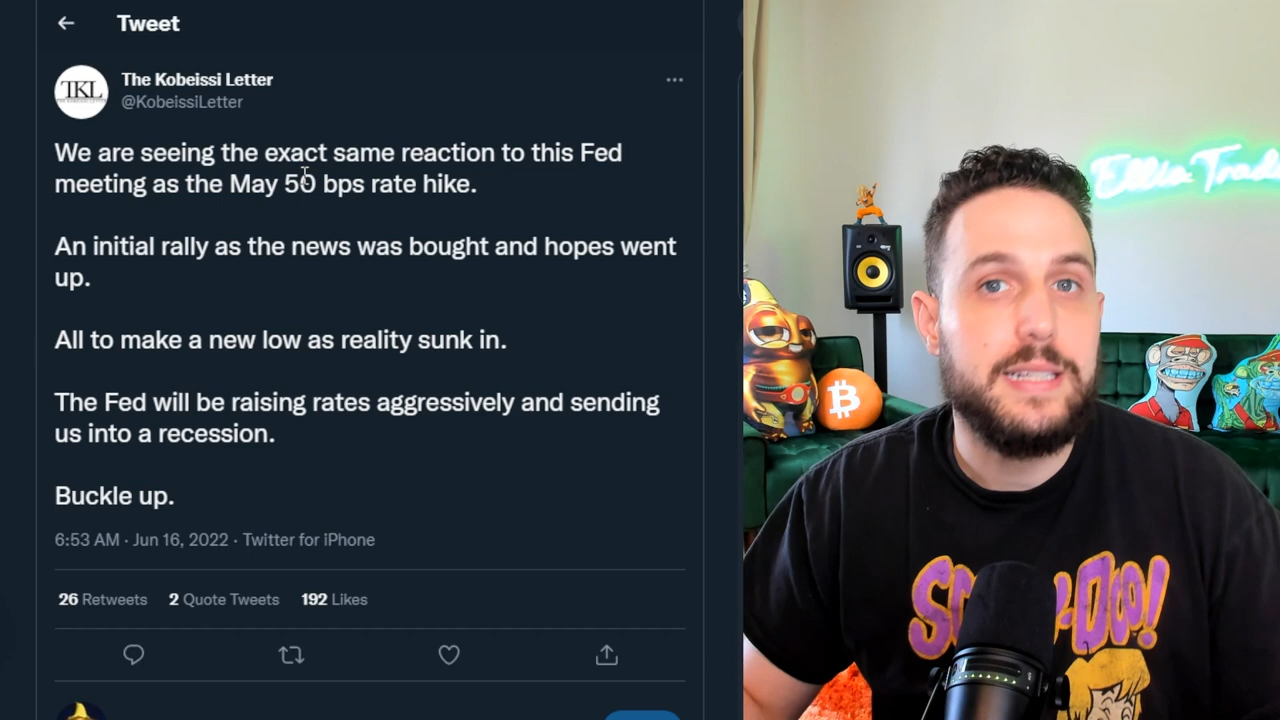 Tweet
TKL
The Kobeissi Letter
@KobeissiLetter
We are seeing the exact same reaction to this Fed
meeting as the May 50 bps rate hike.
An initial rally as the news was bought and hopes went
up.
All to make a new low as reality sunk in.
The Fed will be raising rates aggressively and sending
us into a recession.
Buckle up.
6:53 AM · Jun 16, 2022 · Twitter for iPhone
26 Retweets 2 Quote Tweets 192 Likes
Ellio